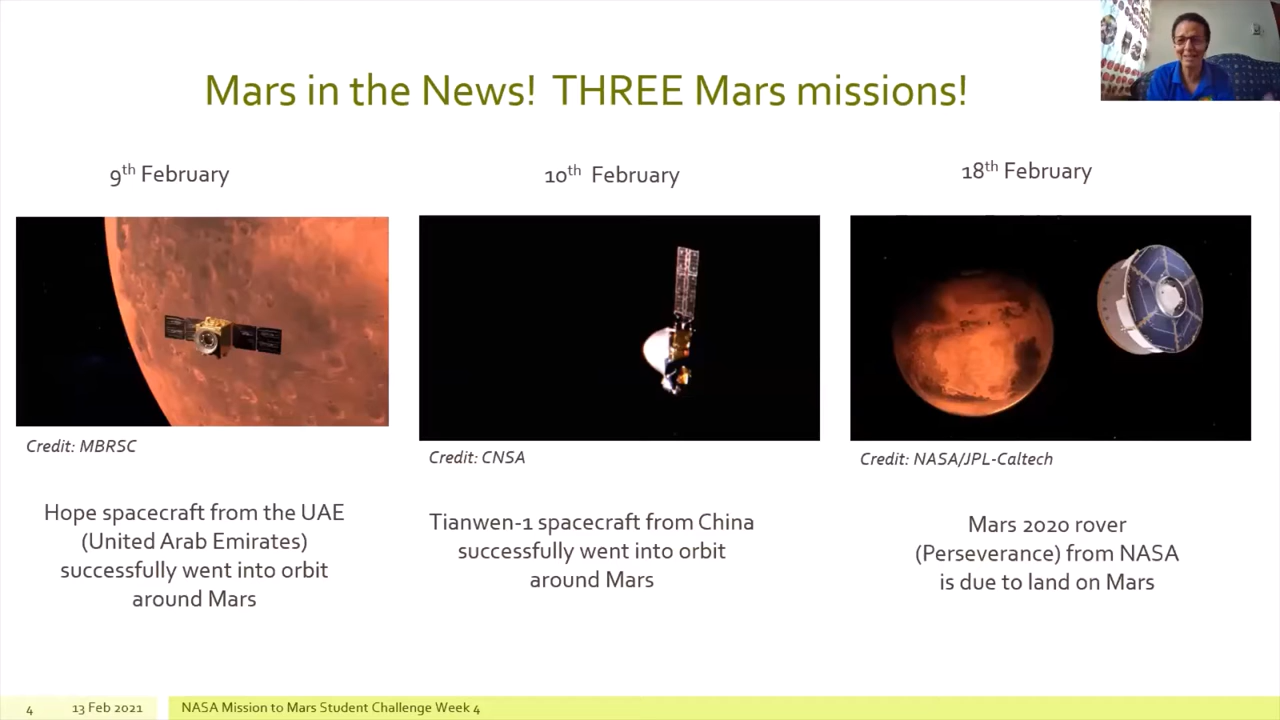 Mars in the News! THREE Mars missions!
9th February
10th February
18th February
Credit: MBRSC
Credit: CNSA
Credit: NASA/JPL-Caltech
Hope spacecraft from the UAE
(United Arab Emirates)
successfully went into orbit
around Mars
Tianwen-1 spacecraft from China
successfully went into orbit
around Mars
Mars 2020 rover
(Perseverance) from NASA
is due to land on Mars
4
13 Feb 2021
NASA Mission to Mars Student Challenge Week 4